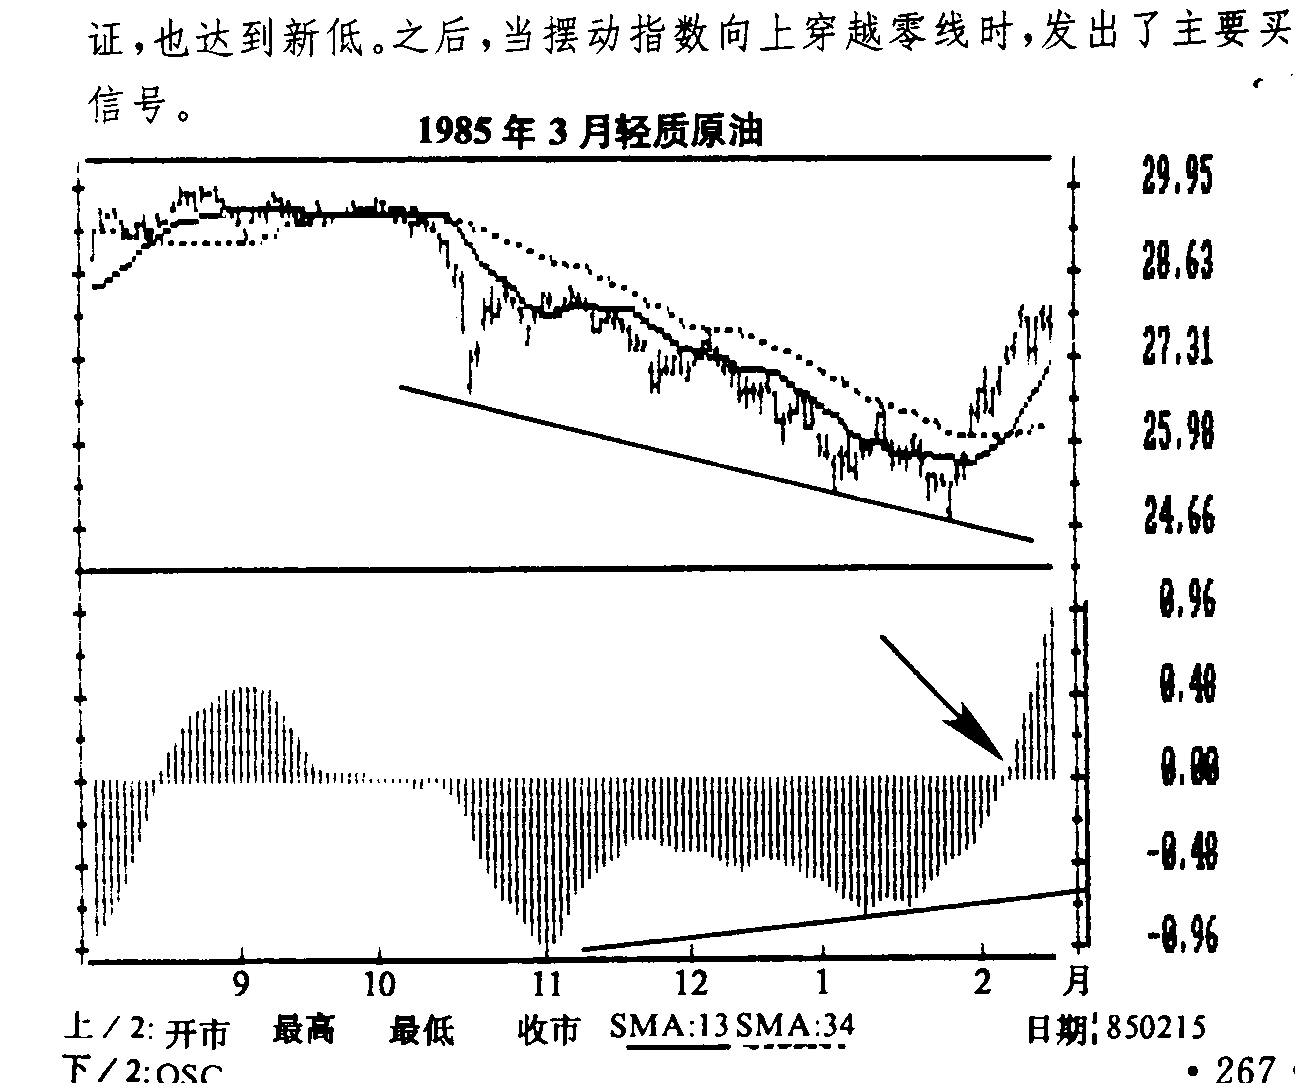 证,也达到新低。之后,当摆动指数向上穿越零线时,发出了主要买
信号。
1985年3月轻质原油
29.95
28.63
27.31
25.98
24.66
0.96
0.48
0.00
-0.48
-0.96
9 10 11 12 1 2 月
上/2: 开市 最高 最低 收市 SMA:13 SMA:34 日期:850215
下/2:OSC
·267·